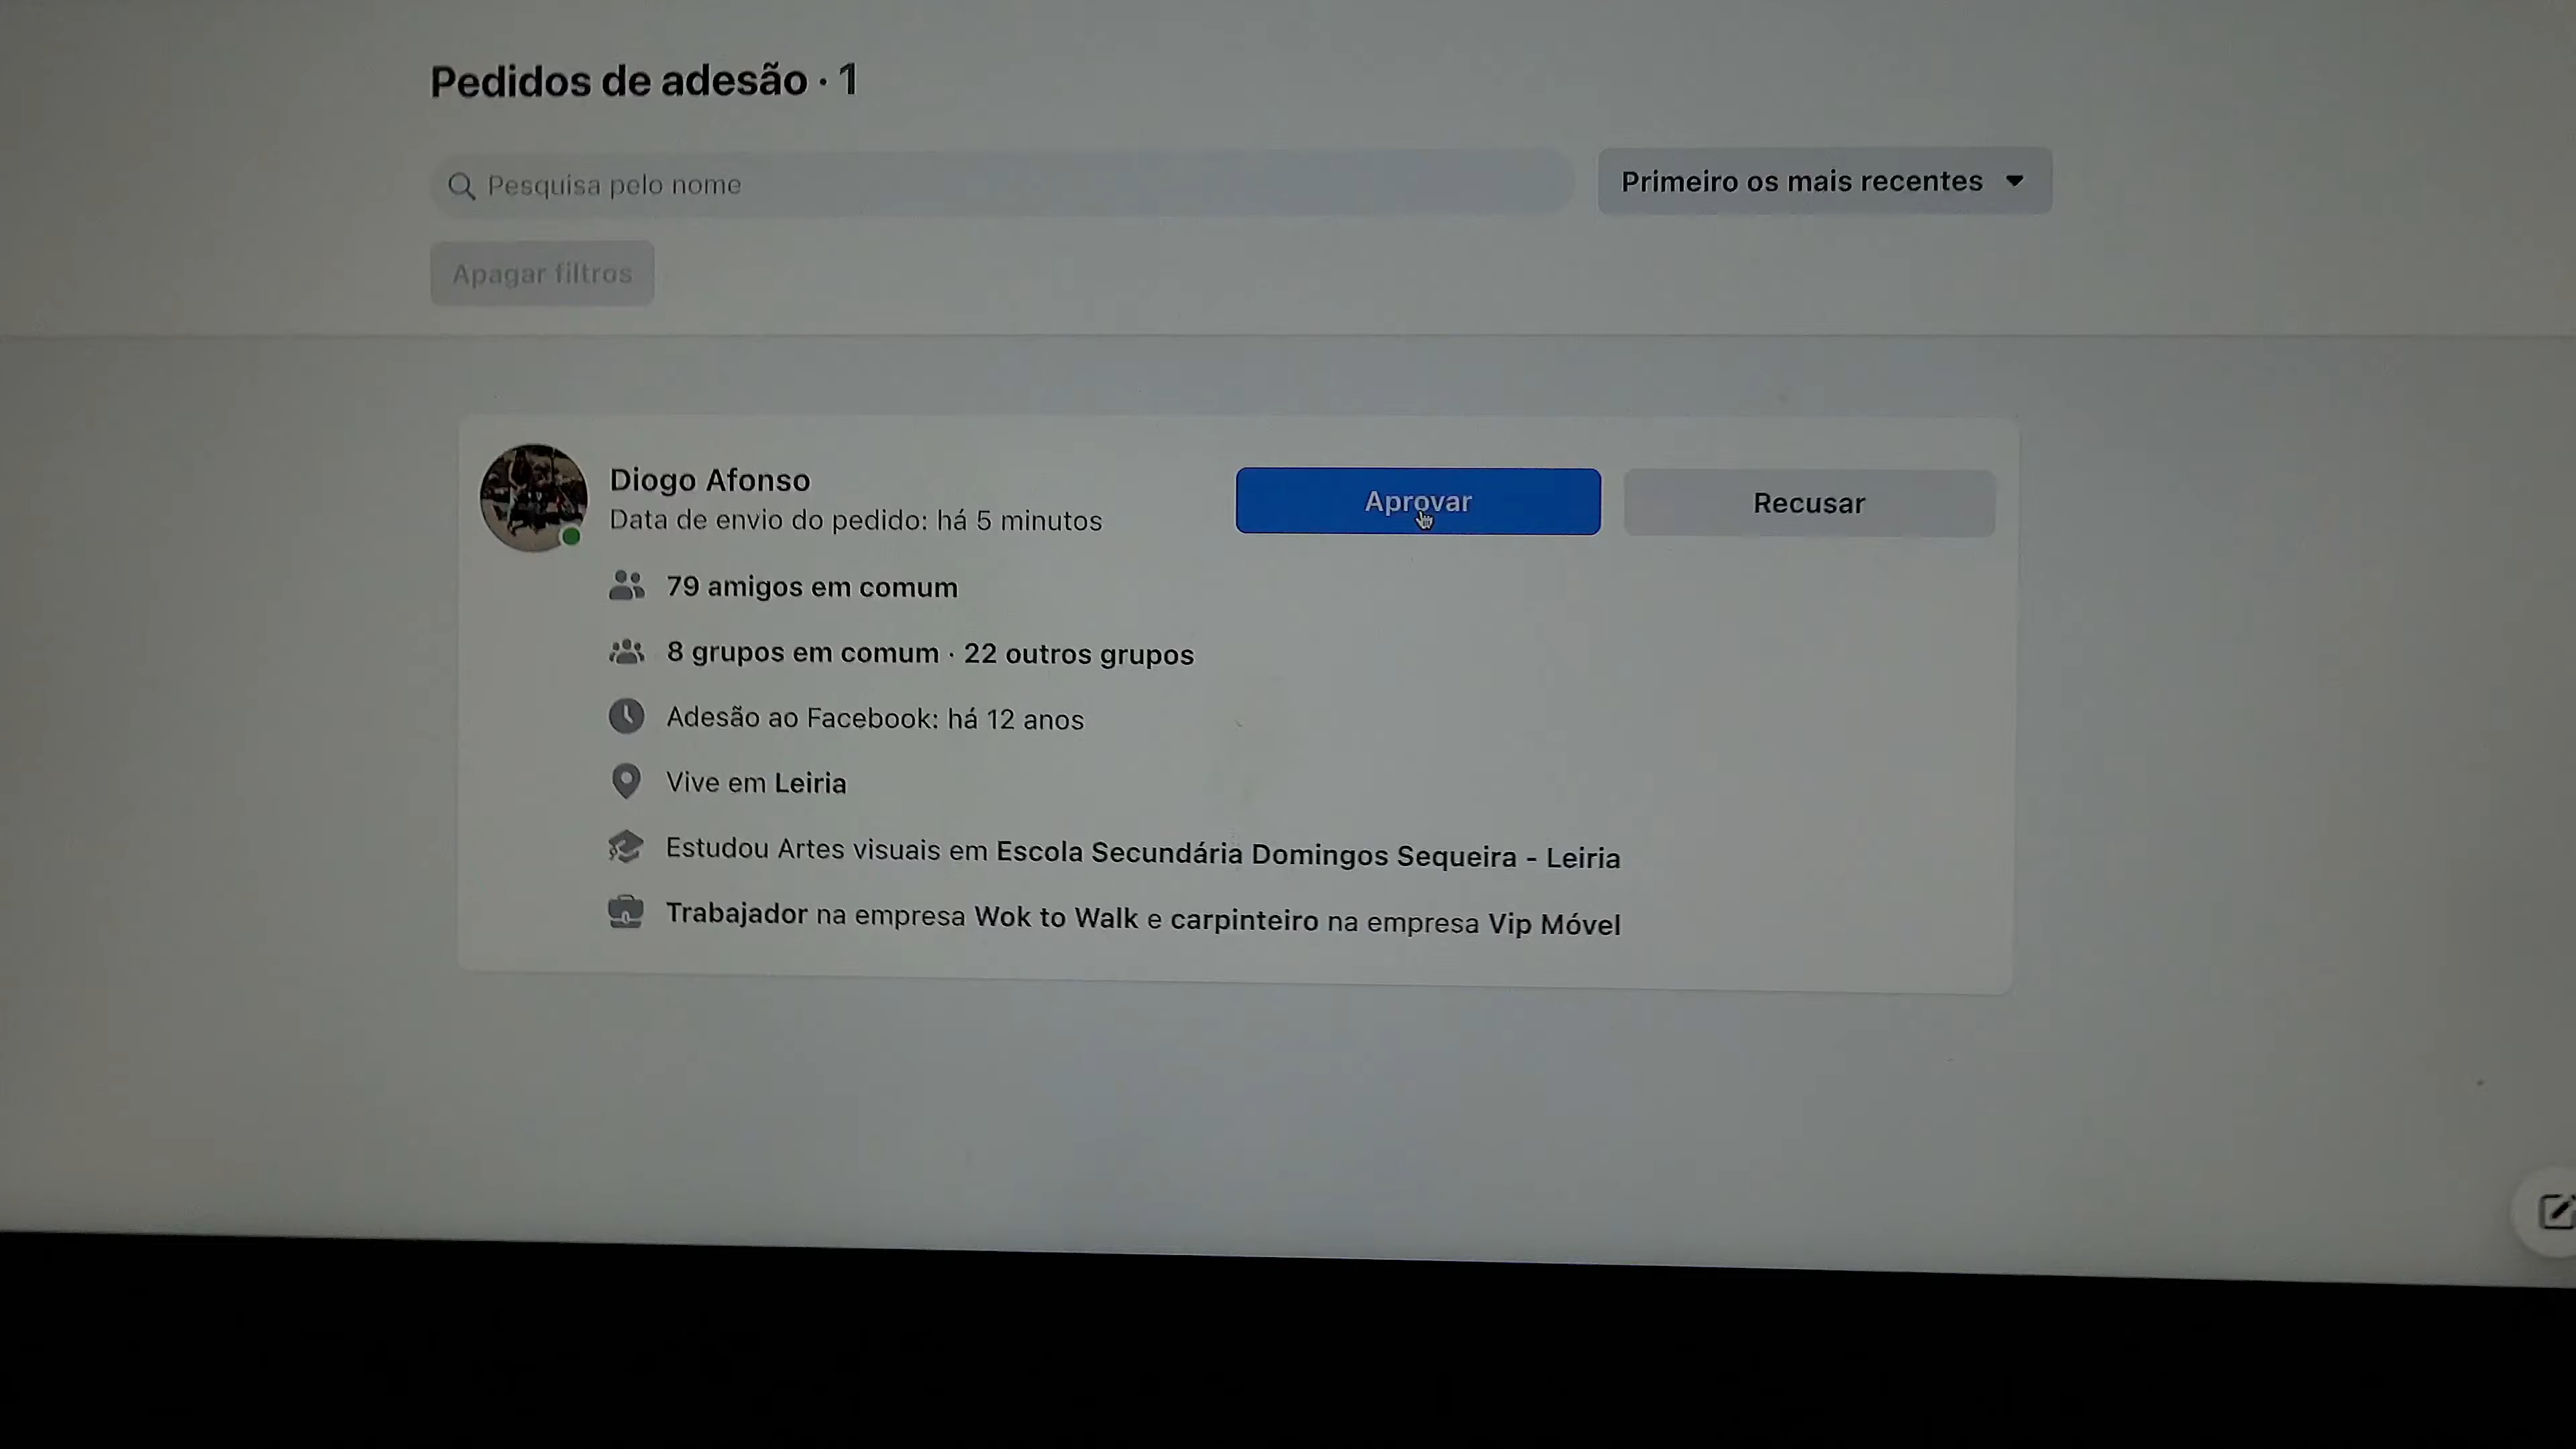 Pedidos de adesão · 1
Pesquisa pelo nome
Primeiro os mais recentes
Apagar filtros
Diogo Afonso
Data de envio do pedido: há 5 minutos
Aprovar
Recusar
79 amigos em comum
8 grupos em comum · 22 outros grupos
Adesão ao Facebook: há 12 anos
Vive em Leiria
Estudou Artes visuais em Escola Secundária Domingos Sequeira - Leiria
Trabajador na empresa Wok to Walk e carpinteiro na empresa Vip Móvel